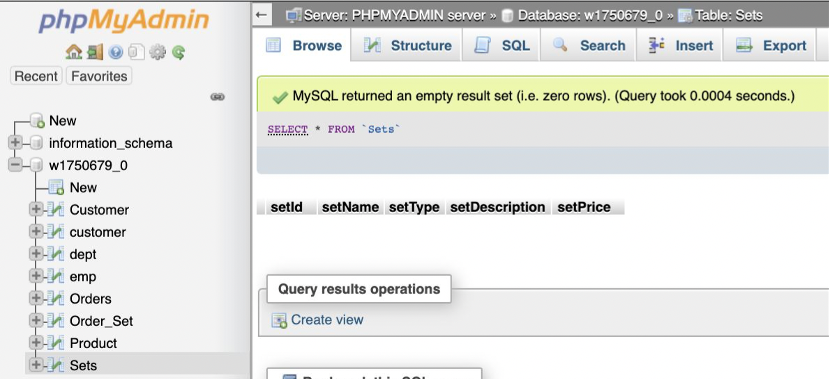 phpMyAdmin
Recent Favorites
New
information_schema
w1750679_0
New
Customer
customer
dept
emp
Orders
Order_Set
Product
Sets
Server: PHPMYADMIN server » Database: w1750679_0 » Table: Sets
Browse Structure SQL Search Insert Export
MySQL returned an empty result set (i.e. zero rows). (Query took 0.0004 seconds.)
SELECT * FROM `Sets`
setId setName setType setDescription setPrice
Query results operations
Create view